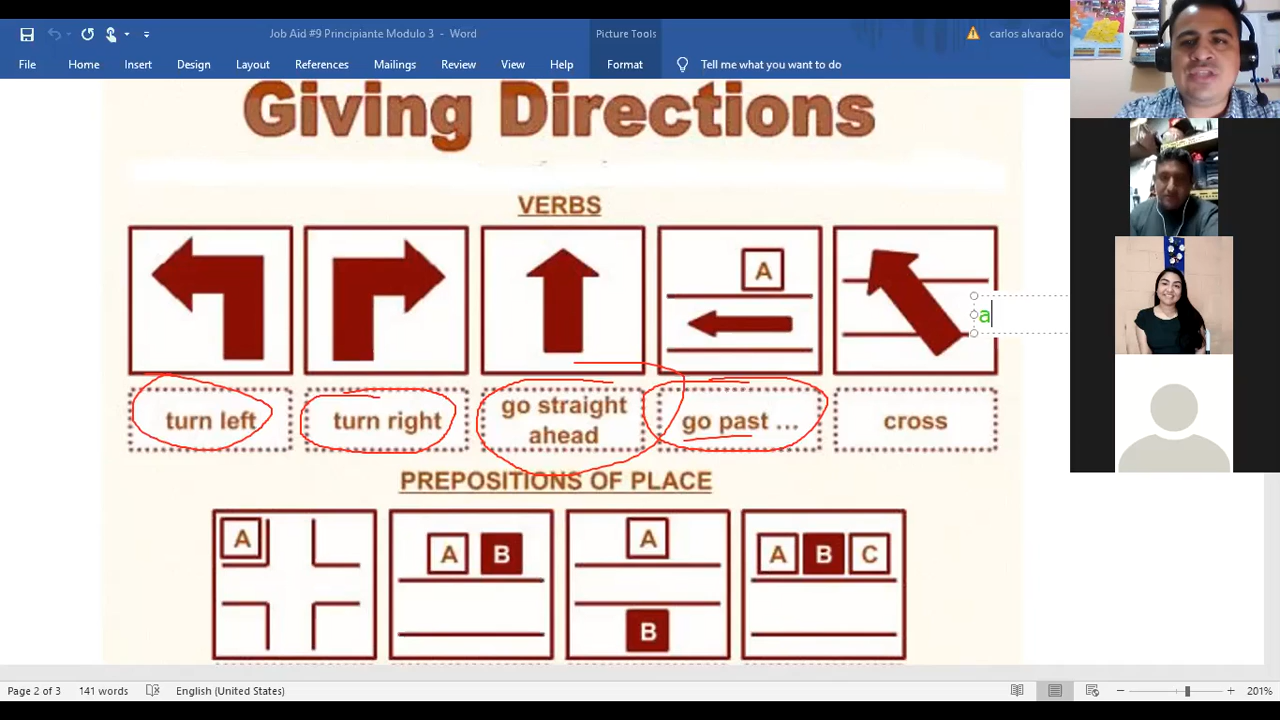 Job Aid #9 Principiante Modulo 3 - Word
Picture Tools
carlos alvarado
File Home Insert Design Layout References Mailings Review View Help Format Tell me what you want to do
Giving Directions
VERBS
A
a
turn left
turn right
go straight
ahead
go past ...
cross
PREPOSITIONS OF PLACE
A
A B
A
B
A B C
Page 2 of 3 141 words English (United States) 201%